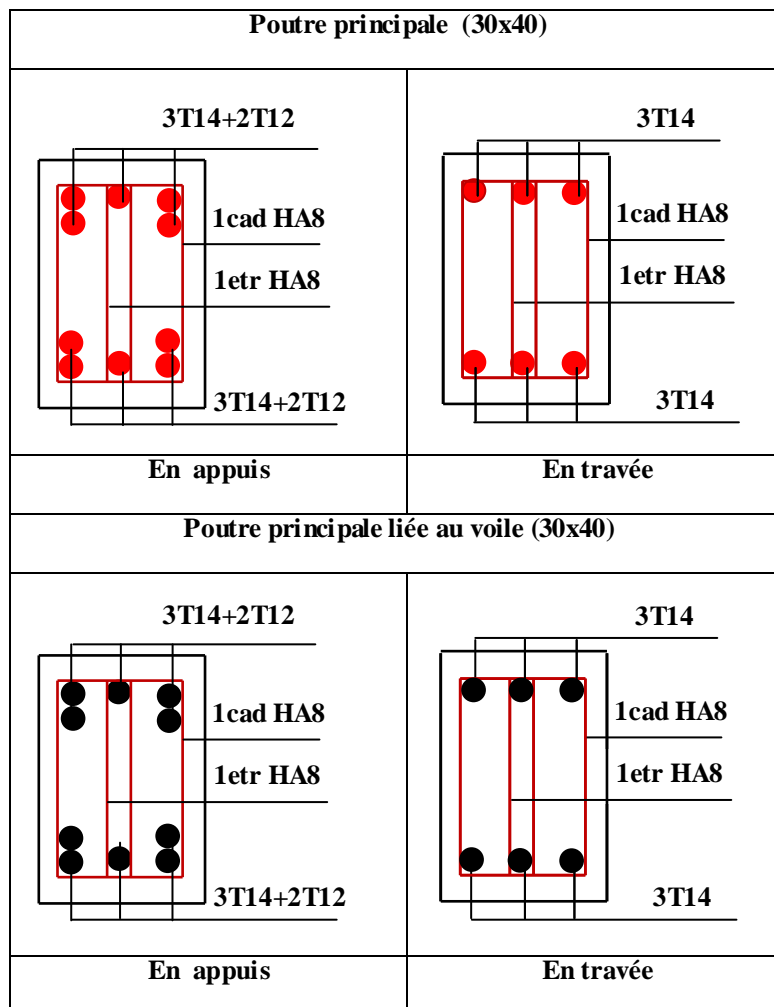 Poutre principale (30x40)
3T14+2T12
1cad HA8
1etr HA8
3T14+2T12
3T14
1cad HA8
1etr HA8
3T14
En appuis
En travée
Poutre principale liée au voile (30x40)
3T14+2T12
1cad HA8
1etr HA8
3T14+2T12
3T14
1cad HA8
1etr HA8
3T14
En appuis
En travée